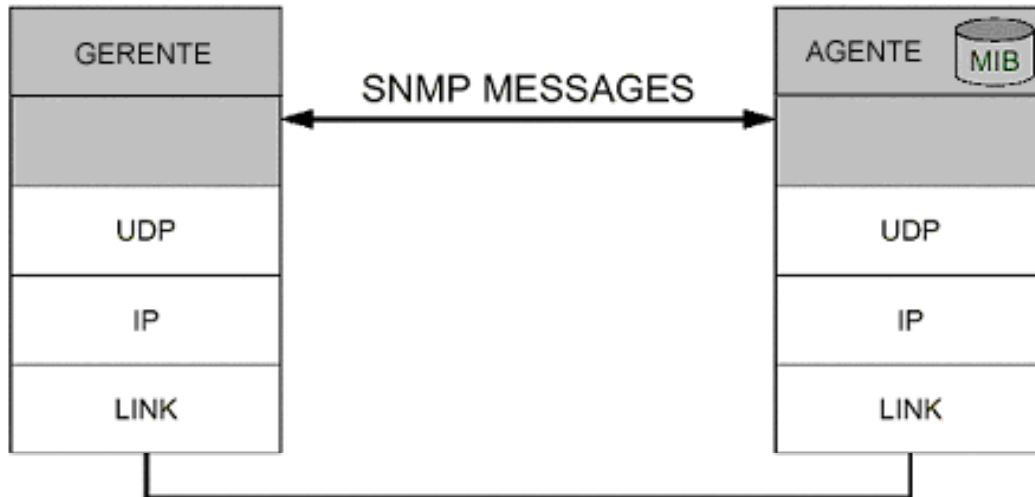 GERENTE
SNMP MESSAGES
AGENTE
MIB
UDP
UDP
IP
IP
LINK
LINK